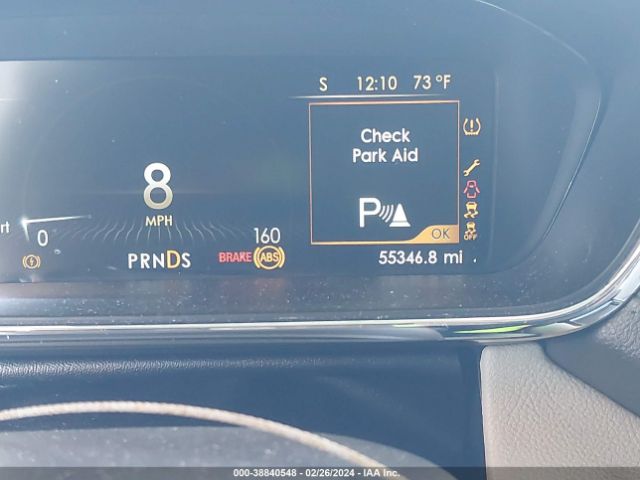 S 12:10 73 °F
Check
Park Aid
8
MPH
P
OK
rt 0 160
PRNDS BRAKE ABS 55346.8 mi
OFF
000-38840548 - 02/26/2024 - IAA Inc.